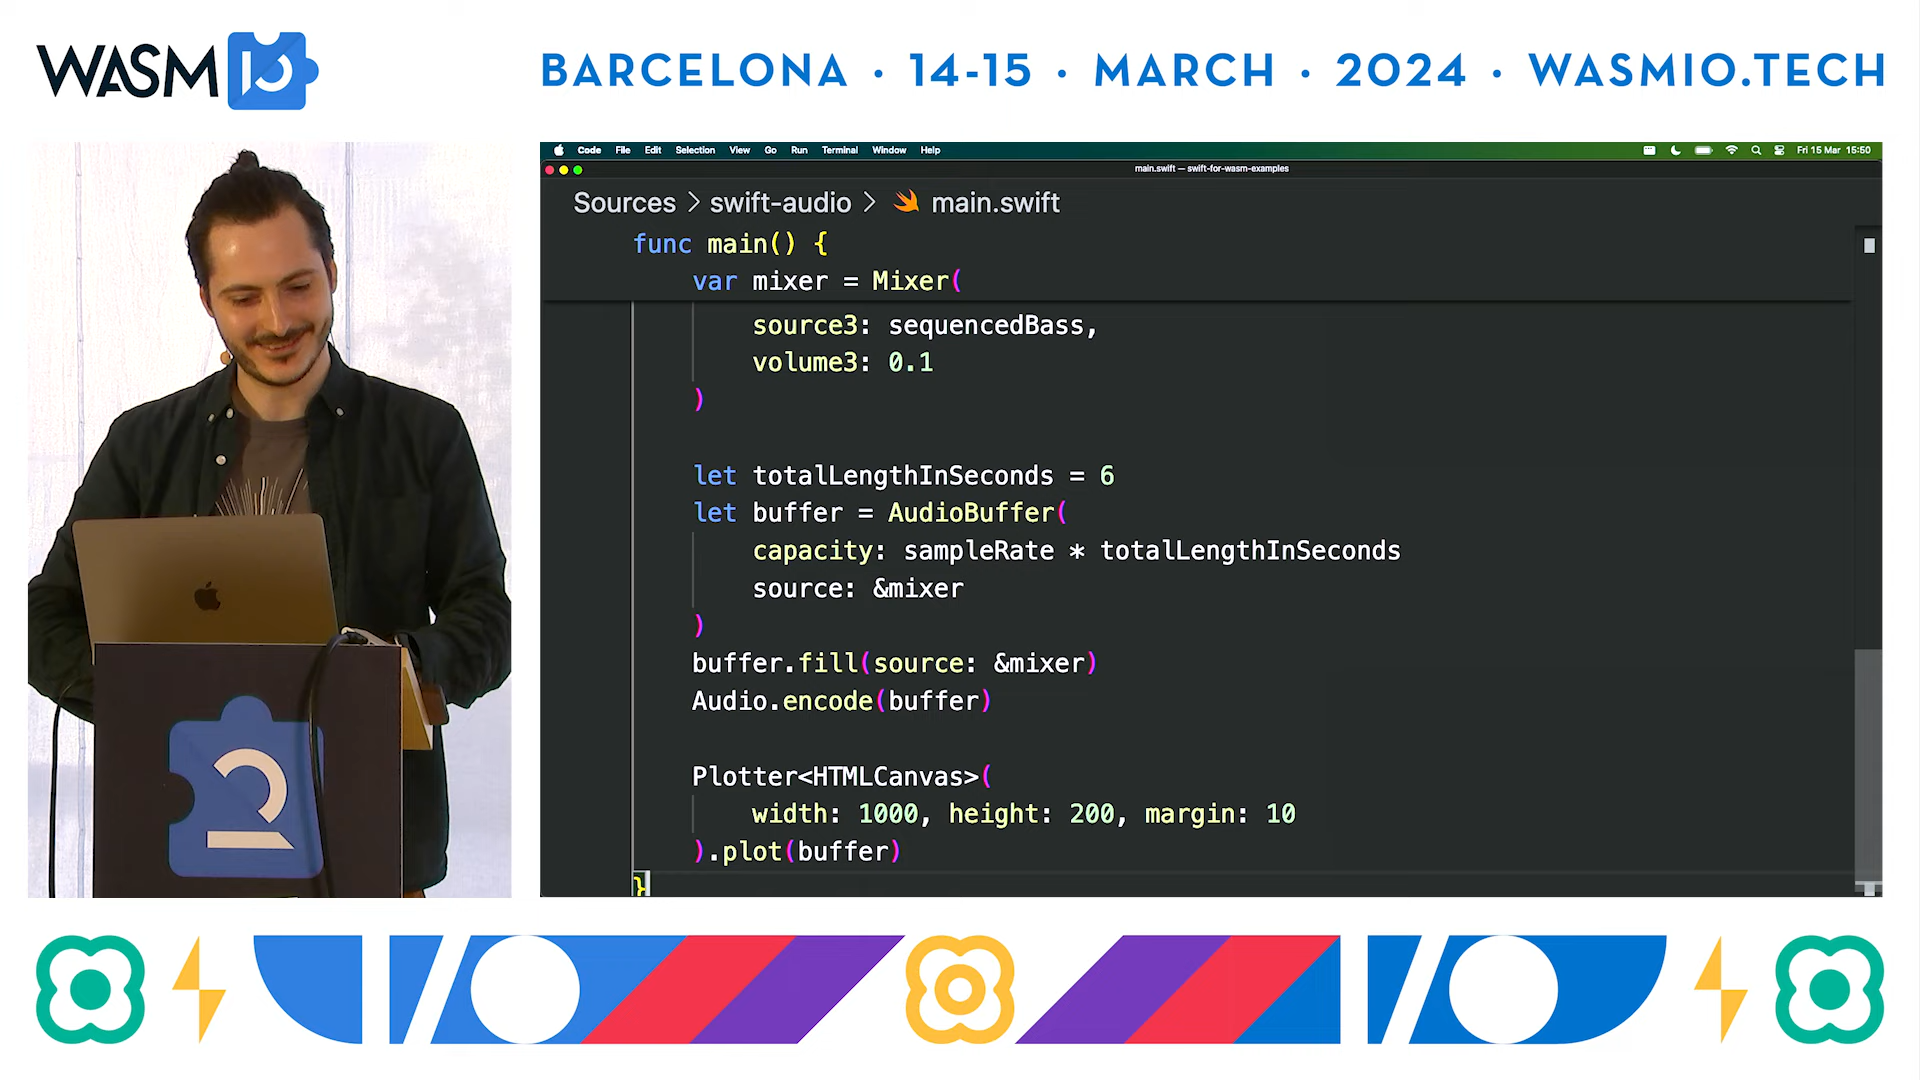 WASM IO
BARCELONA · 14-15 · MARCH · 2024 · WASMIO.TECH
Code File Edit Selection View Go Run Terminal Window Help
Fri 15 Mar 15:50
main.swift — swift-for-wasm-examples
Sources > swift-audio > main.swift
func main() {
var mixer = Mixer(
source3: sequencedBass,
volume3: 0.1
)
let totalLengthInSeconds = 6
let buffer = AudioBuffer(
capacity: sampleRate * totalLengthInSeconds
source: &mixer
)
buffer.fill(source: &mixer)
Audio.encode(buffer)
Plotter<HTMLCanvas>(
width: 1000, height: 200, margin: 10
).plot(buffer)
}